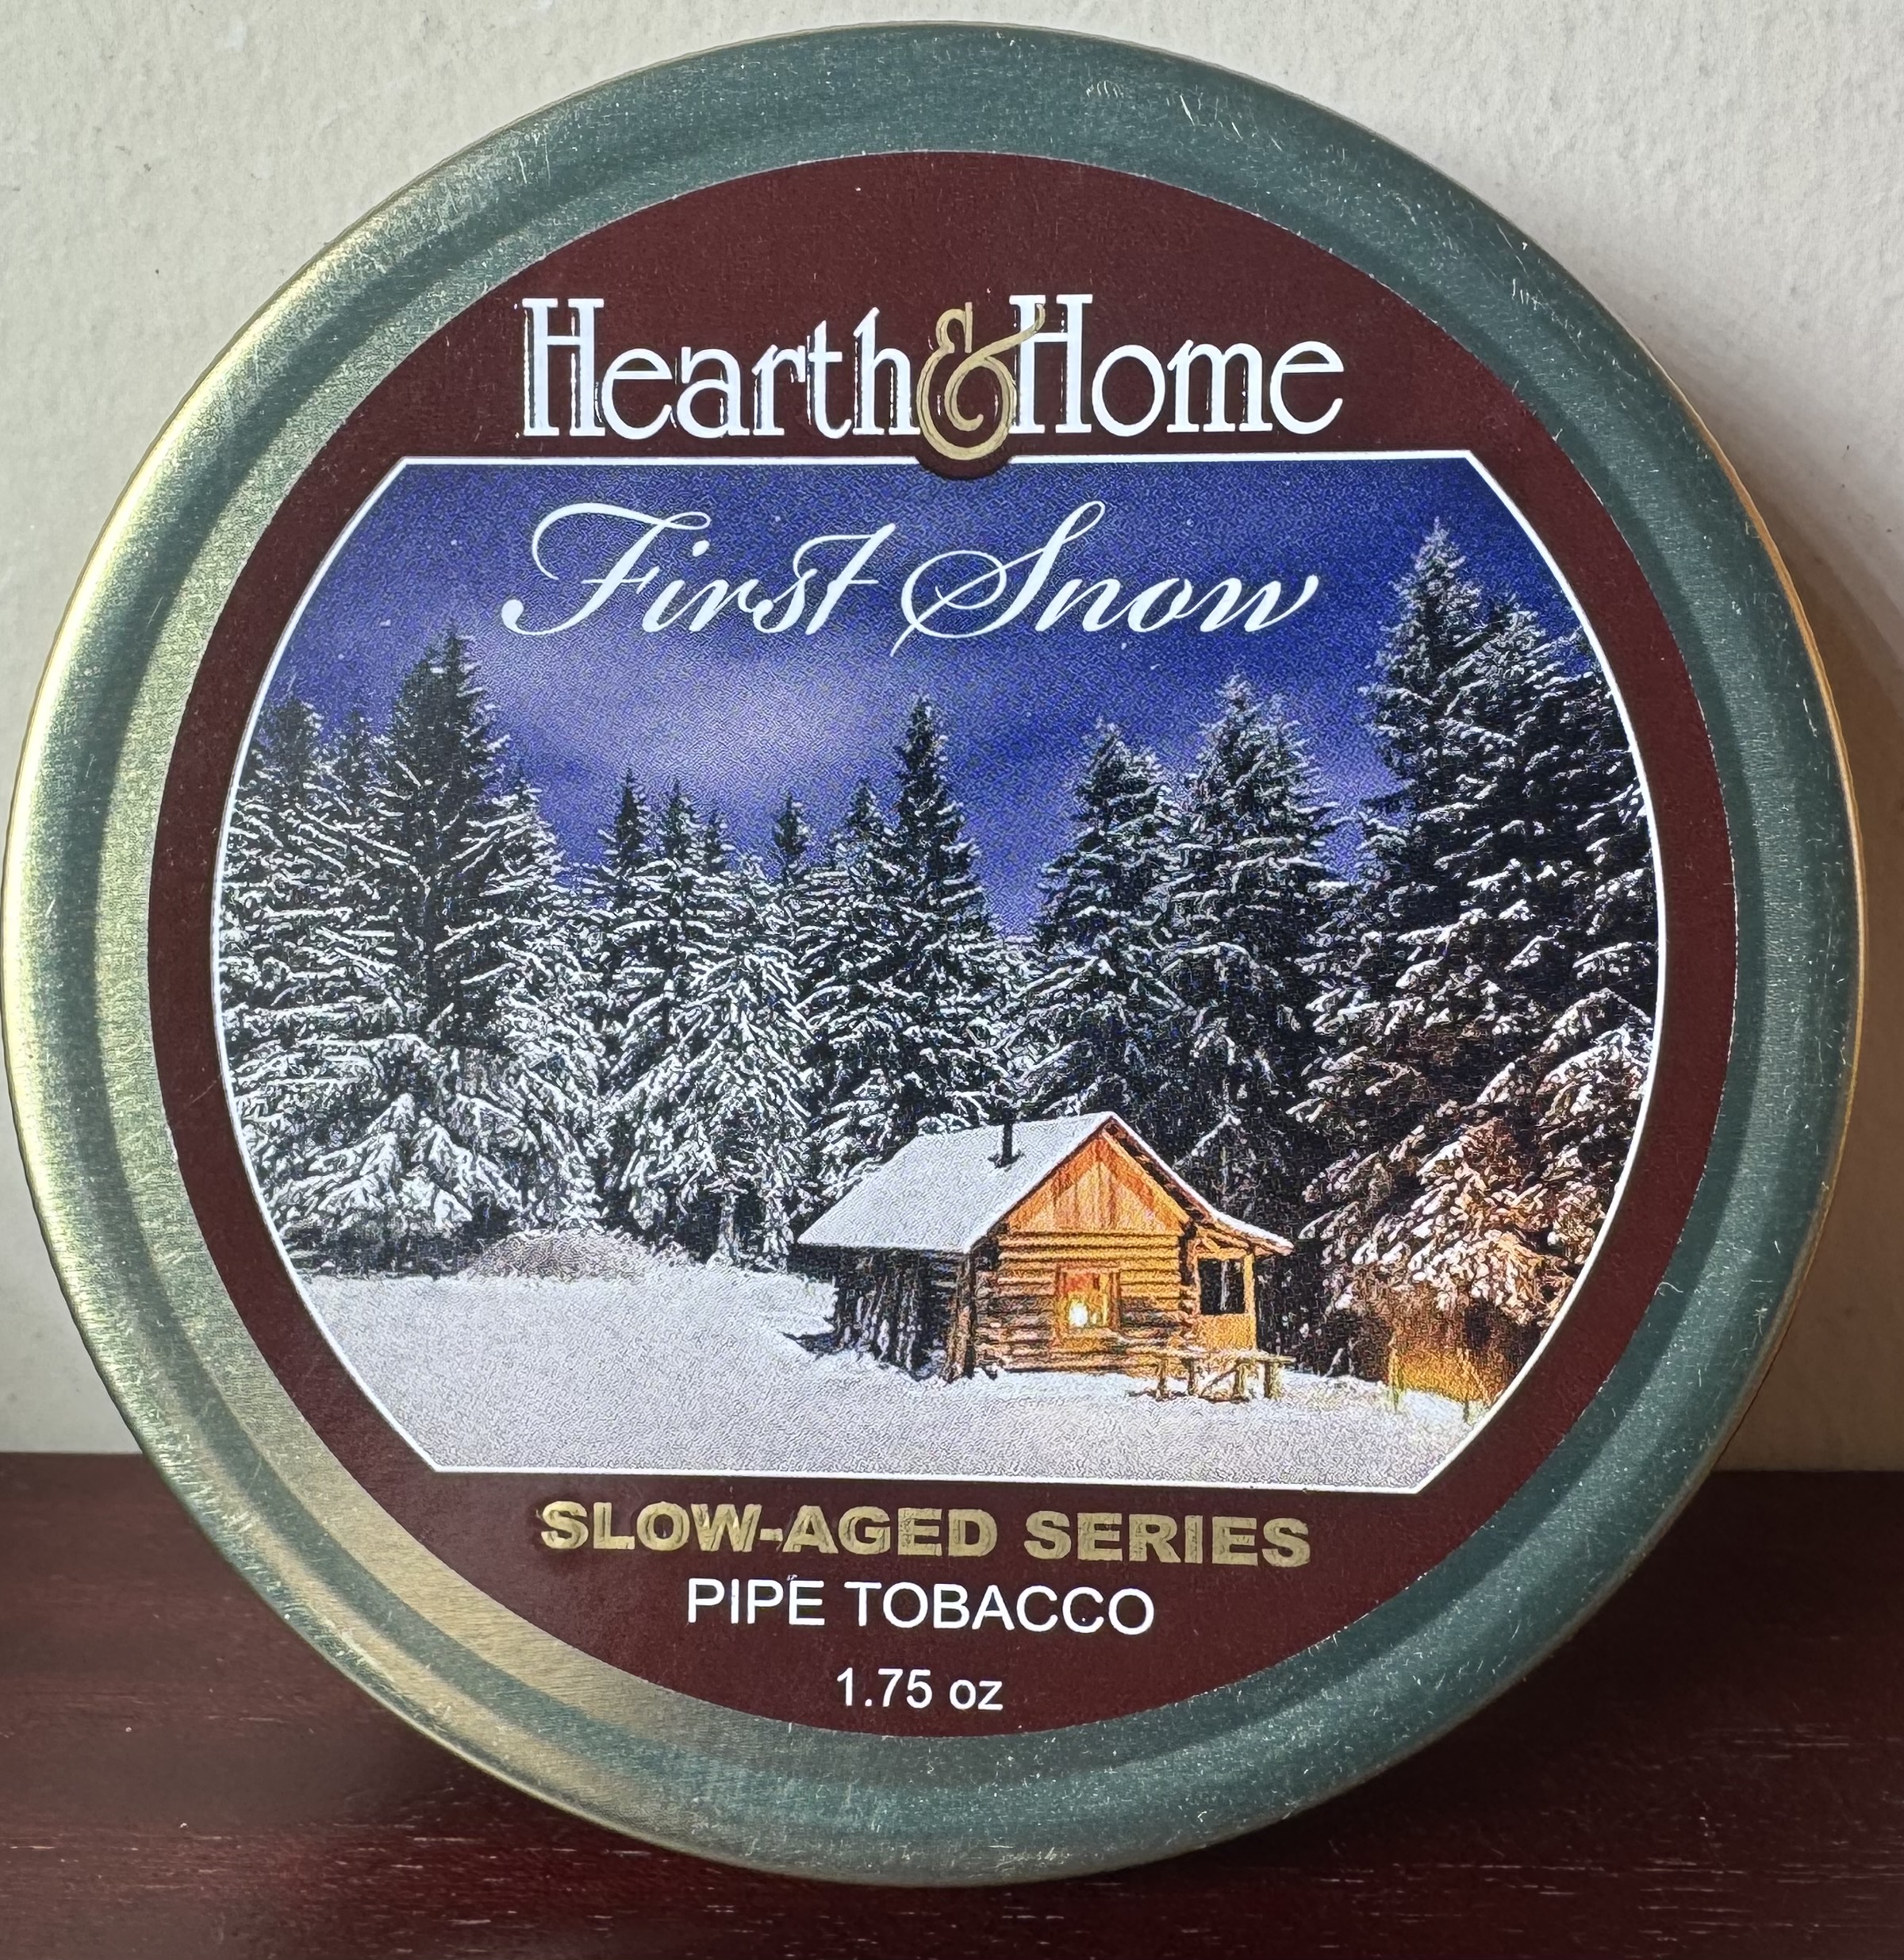 Hearth & Home
First Snow
SLOW-AGED SERIES
PIPE TOBACCO
1.75 oz